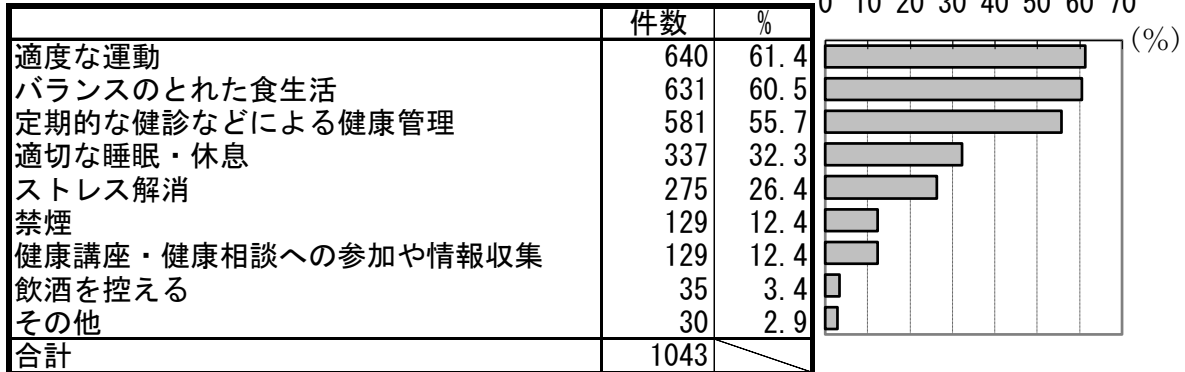 件数 % 0 10 20 30 40 50 60 70
(%)
適度な運動 640 61.4
バランスのとれた食生活 631 60.5
定期的な健診などによる健康管理 581 55.7
適切な睡眠・休息 337 32.3
ストレス解消 275 26.4
禁煙 129 12.4
健康講座・健康相談への参加や情報収集 129 12.4
飲酒を控える 35 3.4
その他 30 2.9
合計 1043